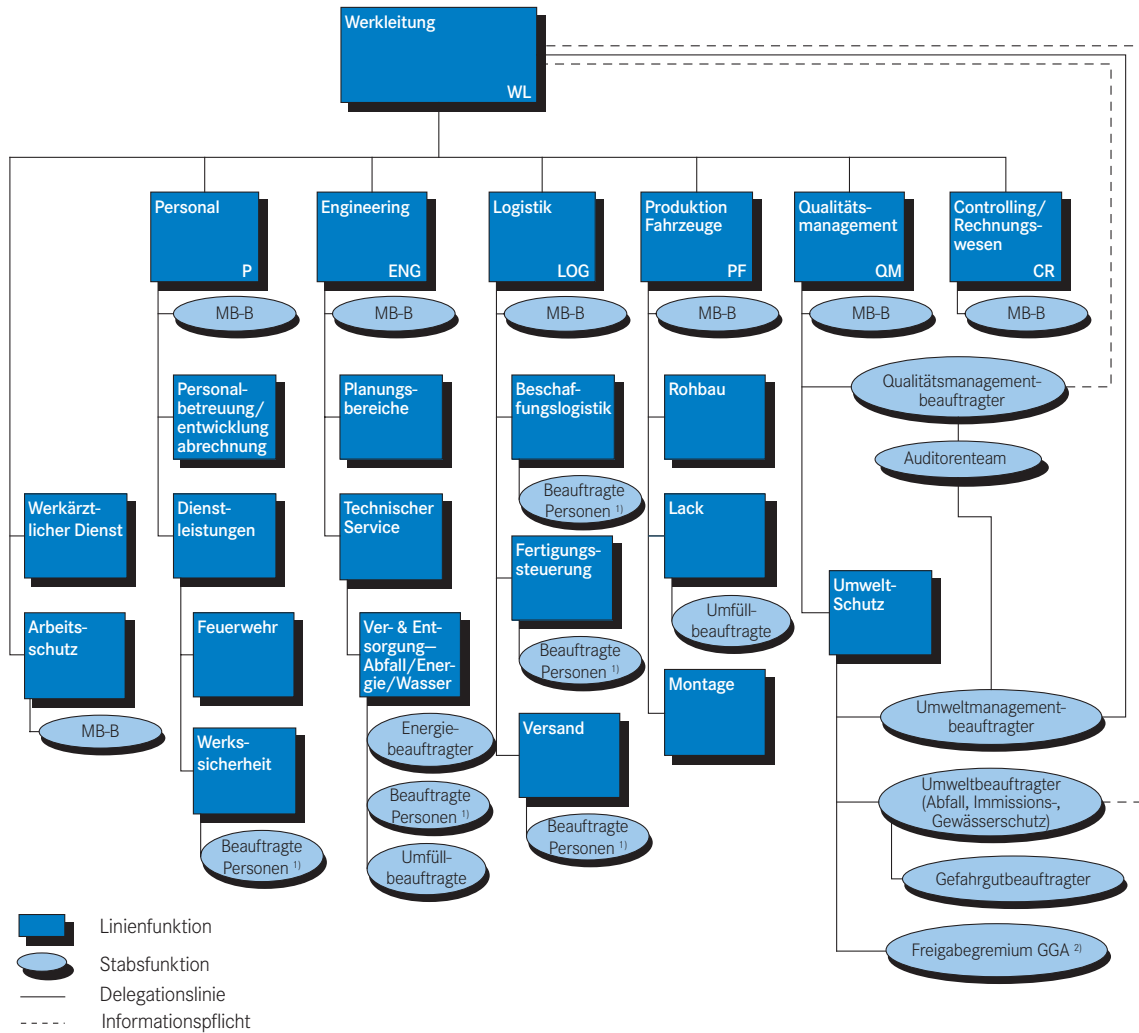 Werkleitung
WL
Personal
P
Engineering
ENG
Logistik
LOG
Produktion
Fahrzeuge
PF
Qualitäts-
management
QM
Controlling/
Rechnungs-
wesen
CR
MB-B
MB-B
MB-B
MB-B
MB-B
MB-B
Personal-
betreuung/
entwicklung
abrechnung
Planungs-
bereiche
Beschaf-
fungslogistik
Rohbau
Qualitätsmanagement-
beauftragter
Auditorenteam
Beauftragte
Personen 1)
Werkärzt-
licher Dienst
Dienst-
leistungen
Technischer
Service
Lack
Fertigungs-
steuerung
Umwelt-
Schutz
Arbeits-
schutz
Feuerwehr
Ver- & Ent-
sorgung–
Abfall/Ener-
gie/Wasser
Umfüll-
beauftragte
Beauftragte
Personen 1)
Montage
MB-B
Umweltmanagement-
beauftragter
Energie-
beauftragter
Versand
Werks-
sicherheit
Umweltbeauftragter
(Abfall, Immissions-,
Gewässerschutz)
Beauftragte
Personen 1)
Beauftragte
Personen 1)
Beauftragte
Personen 1)
Umfüll-
beauftragte
Gefahrgutbeauftragter
Freigabegremium GGA 2)
Linienfunktion
Stabsfunktion
Delegationslinie
Informationspflicht